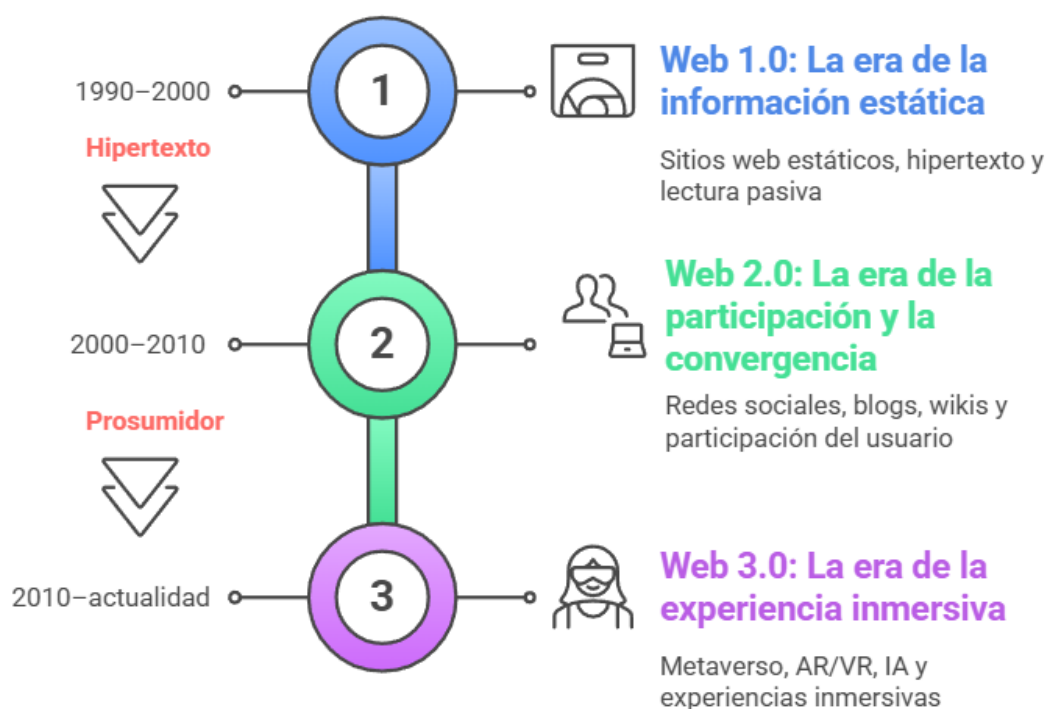 1990–2000
1
Web 1.0: La era de la
información estática
Hipertexto
Sitios web estáticos, hipertexto y
lectura pasiva
2000–2010
2
Web 2.0: La era de la
participación y la
convergencia
Prosumidor
Redes sociales, blogs, wikis y
participación del usuario
2010–actualidad
3
Web 3.0: La era de la
experiencia inmersiva
Metaverso, AR/VR, IA y
experiencias inmersivas